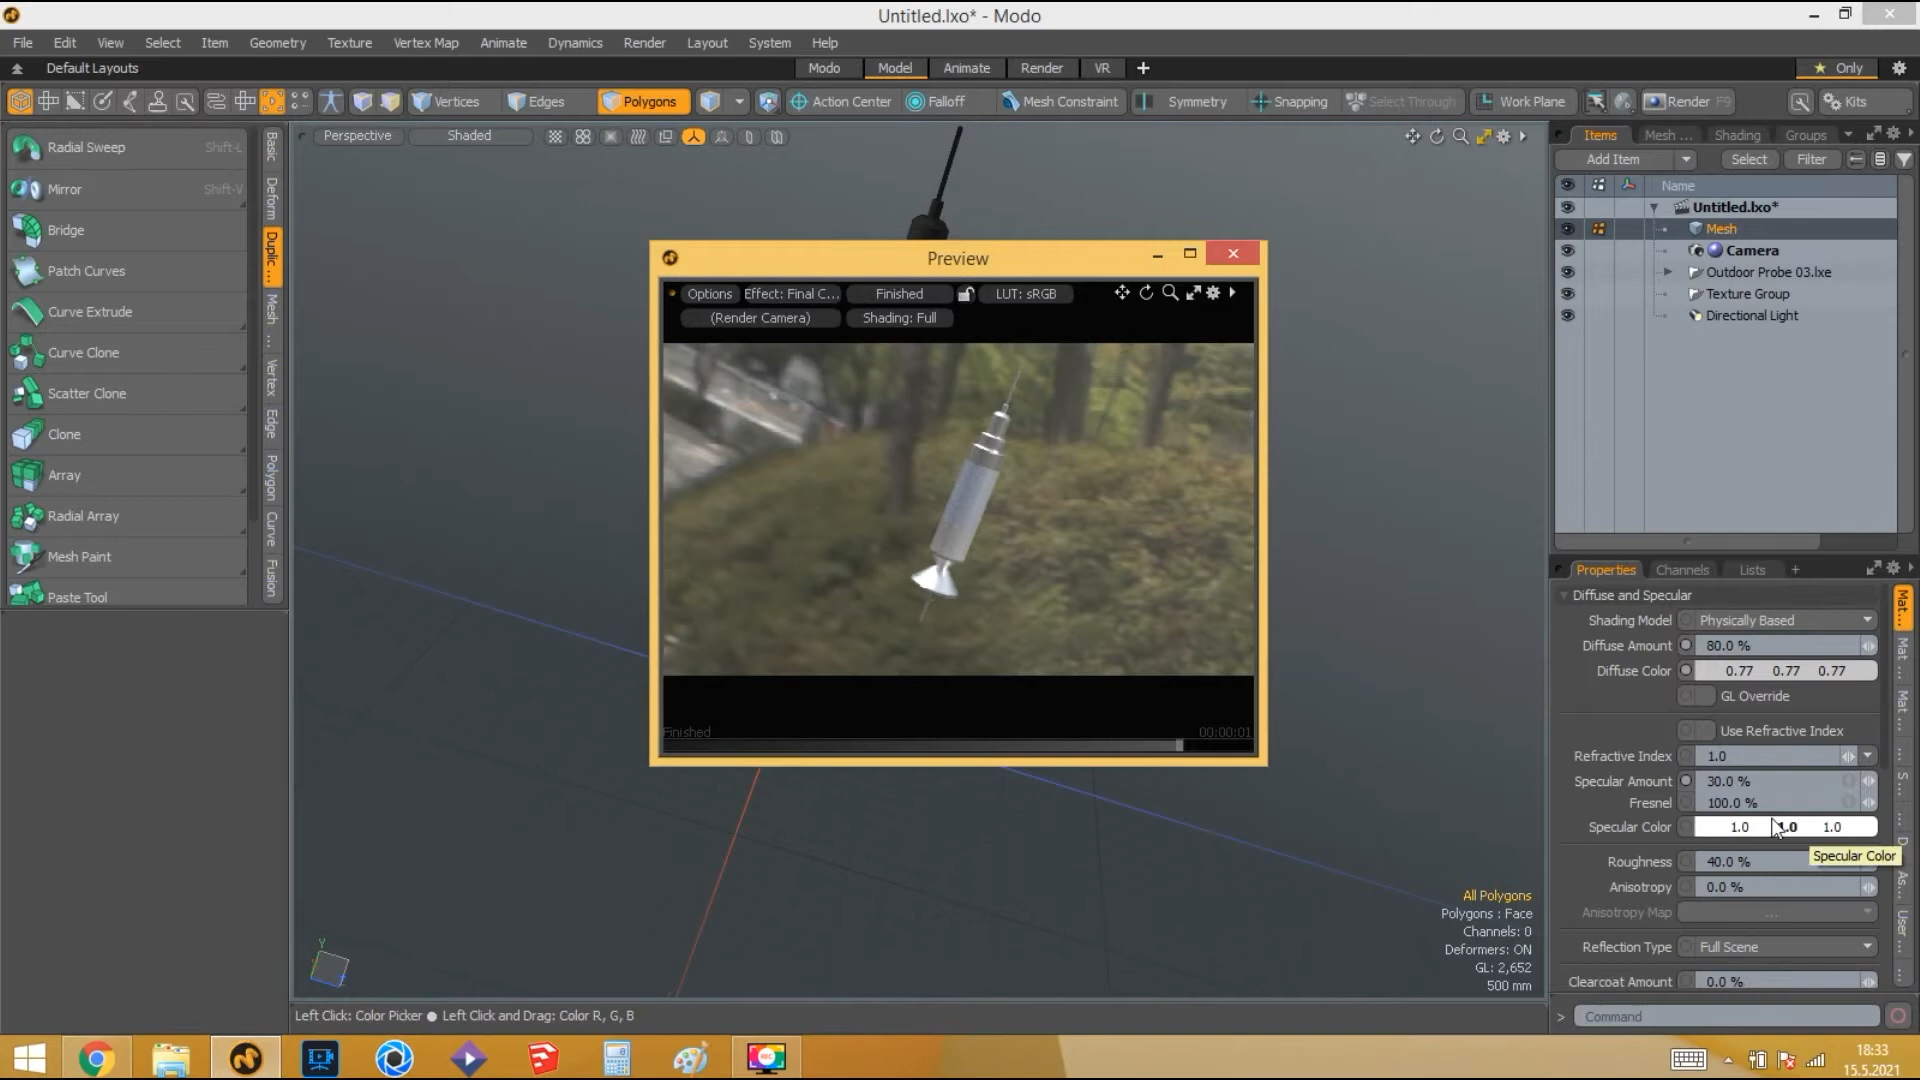 Untitled.lxo* - Modo
File Edit View Select Item Geometry Texture Vertex Map Animate Dynamics Render Layout System Help
Default Layouts Modo Model Animate Render VR + Only
Vertices Edges Polygons Action Center Falloff Mesh Constraint Symmetry Snapping Select Through Work Plane Render F9 Kits
Radial Sweep Shift-L
Mirror Shift-V
Bridge
Patch Curves
Curve Extrude
Curve Clone
Scatter Clone
Clone
Array
Radial Array
Mesh Paint
Paste Tool
Basic
Deform
Duplic ...
Mesh ...
Vertex
Edge
Polygon
Curve
Fusion
Perspective Shaded
Preview
Options Effect: Final C... Finished LUT: sRGB
(Render Camera) Shading: Full
Finished 00:00:01
All Polygons
Polygons : Face
Channels: 0
Deformers: ON
GL: 2,652
500 mm
Y
Left Click: Color Picker ● Left Click and Drag: Color R, G, B
Items Mesh ... Shading Groups
Add Item Select Filter
Name
Untitled.lxo*
Mesh
Camera
Outdoor Probe 03.lxe
Texture Group
Directional Light
Properties Channels Lists +
Diffuse and Specular
Shading Model Physically Based
Diffuse Amount 80.0 %
Diffuse Color 0.77 0.77 0.77
GL Override
Use Refractive Index
Refractive Index 1.0
Specular Amount 30.0 %
Fresnel 100.0 %
Specular Color 1.0 1.0 1.0
Specular Color
Roughness 40.0 %
Anisotropy 0.0 %
Anisotropy Map ...
Reflection Type Full Scene
Clearcoat Amount 0.0 %
Mat...
Mat ...
Mat ...
S ...
D ...
As...
User ...
> Command
REC
18:33
15.5.2021